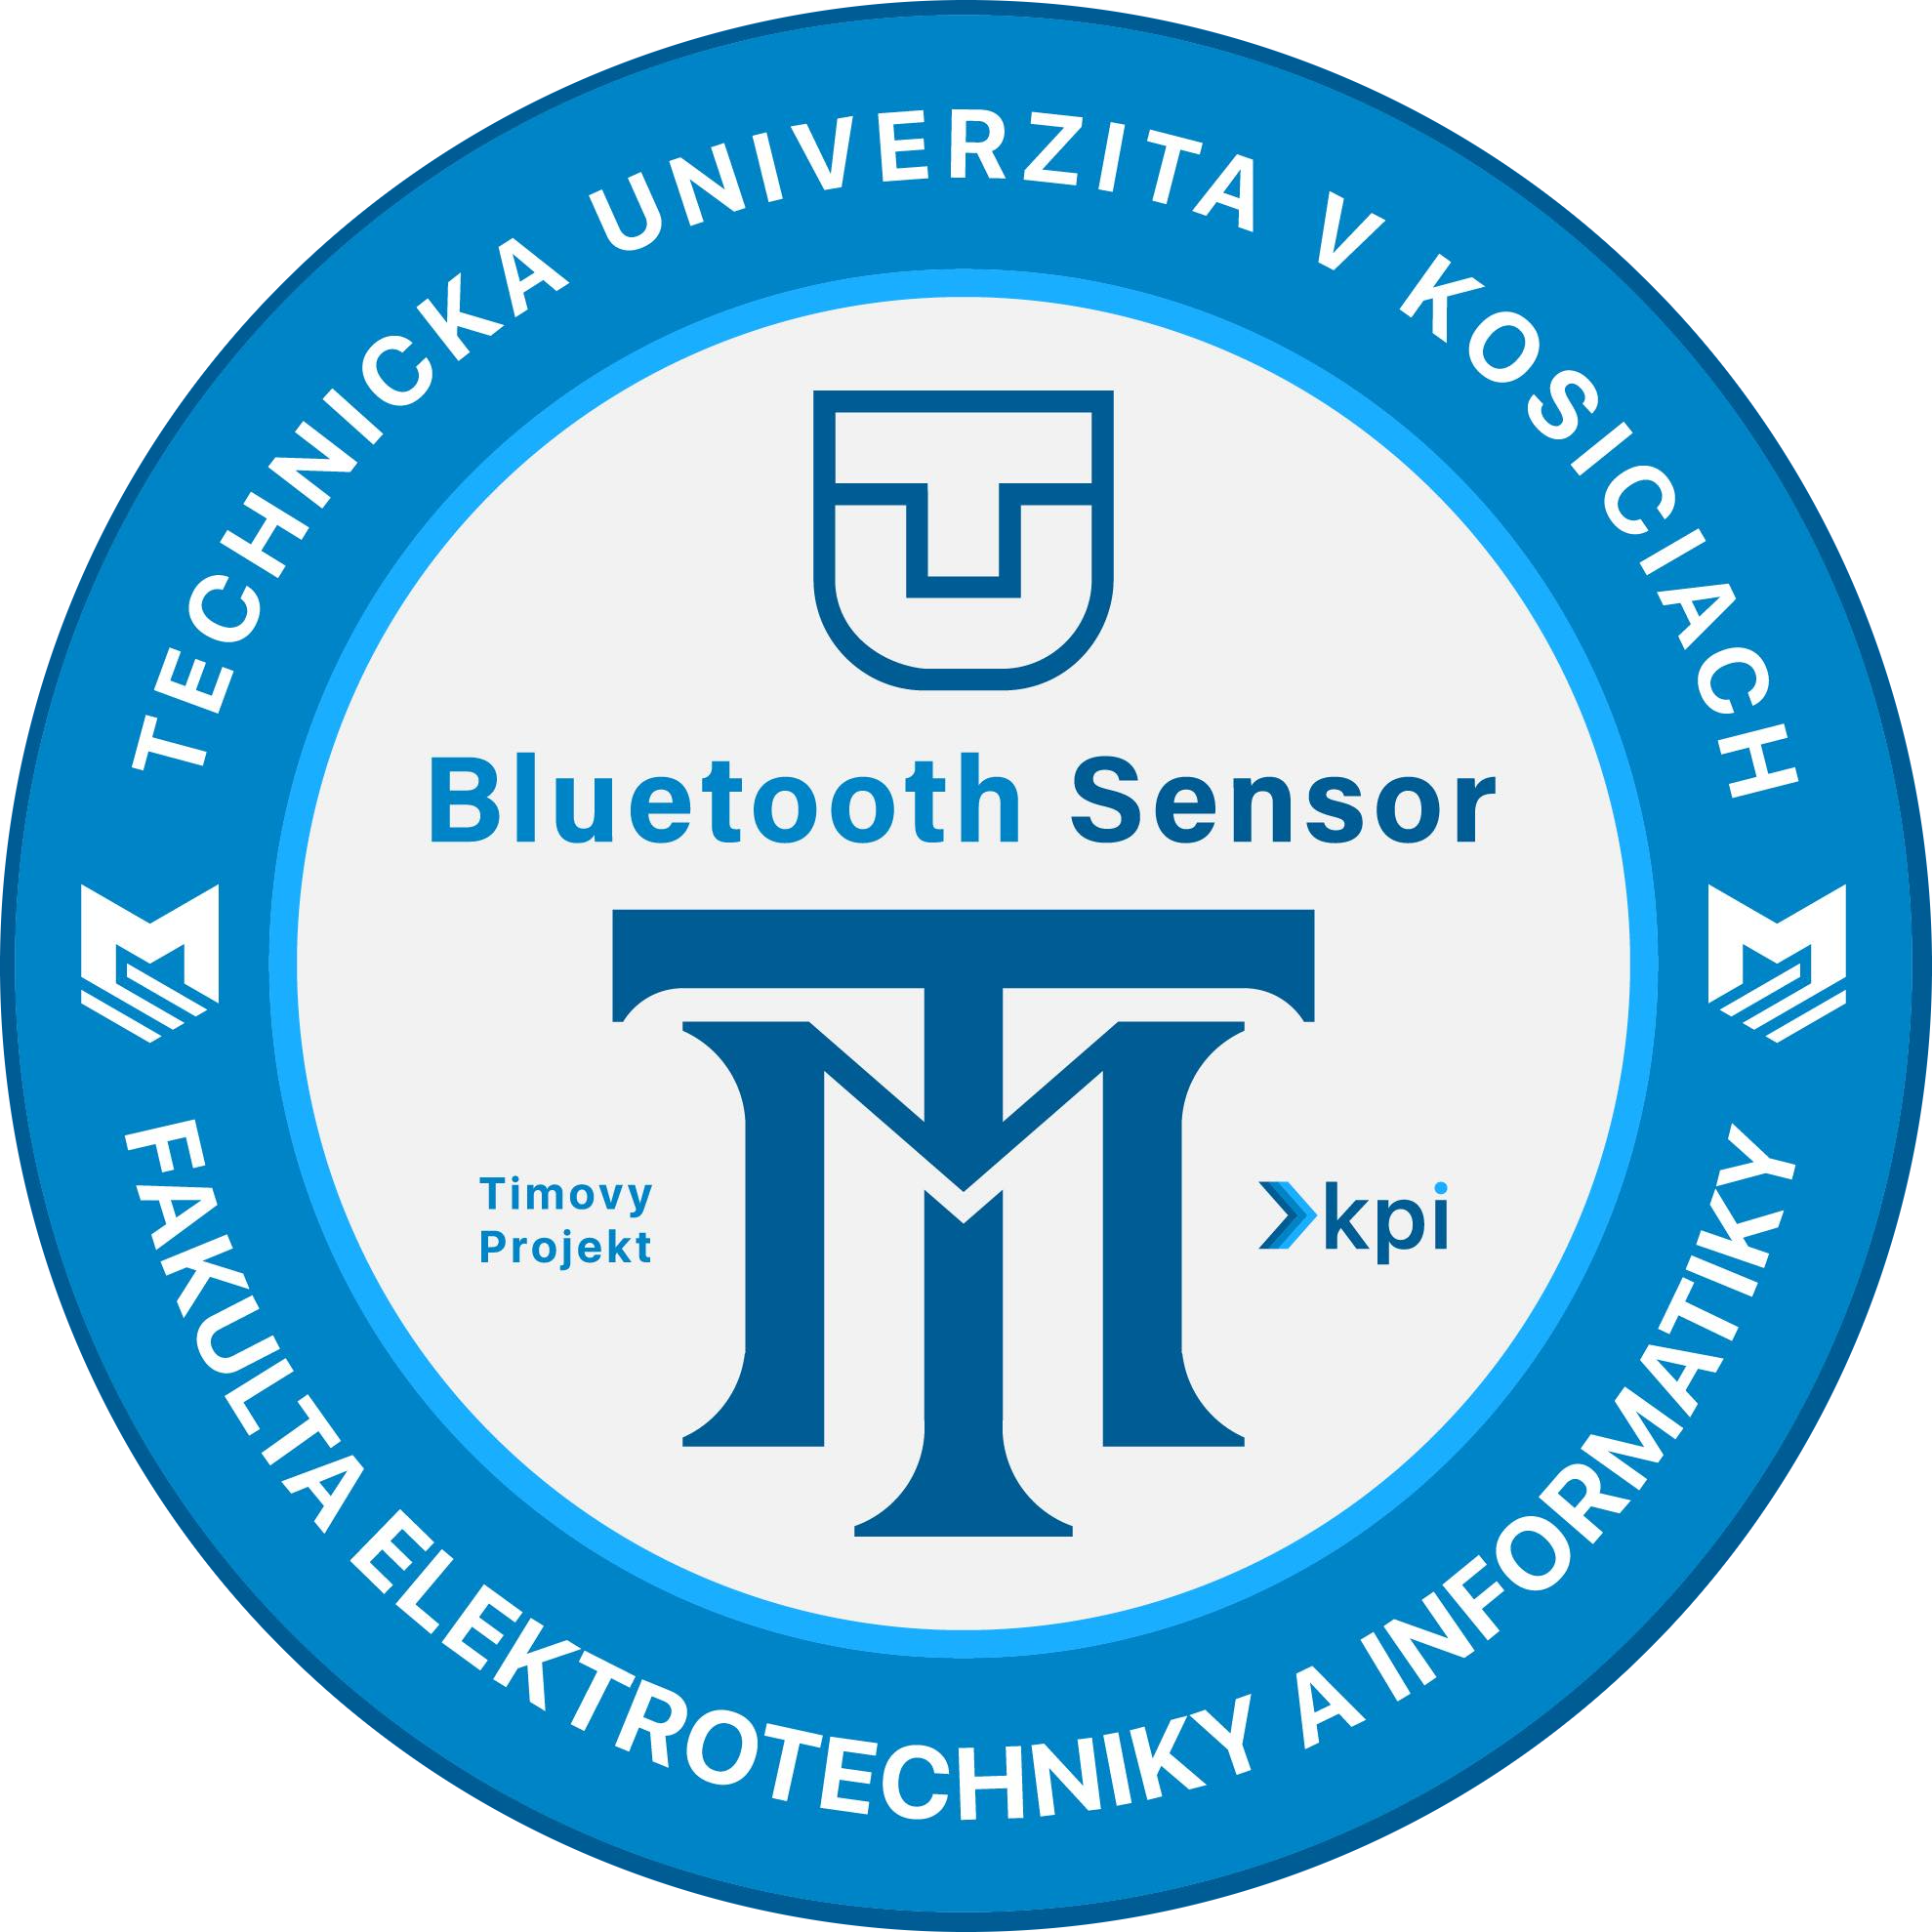 TECHNICKA UNIVERZITA V KOSICIACH
Bluetooth Sensor
Timovy
Projekt
kpi
FAKULTA ELEKTROTECHNIKY A INFORMATIKY